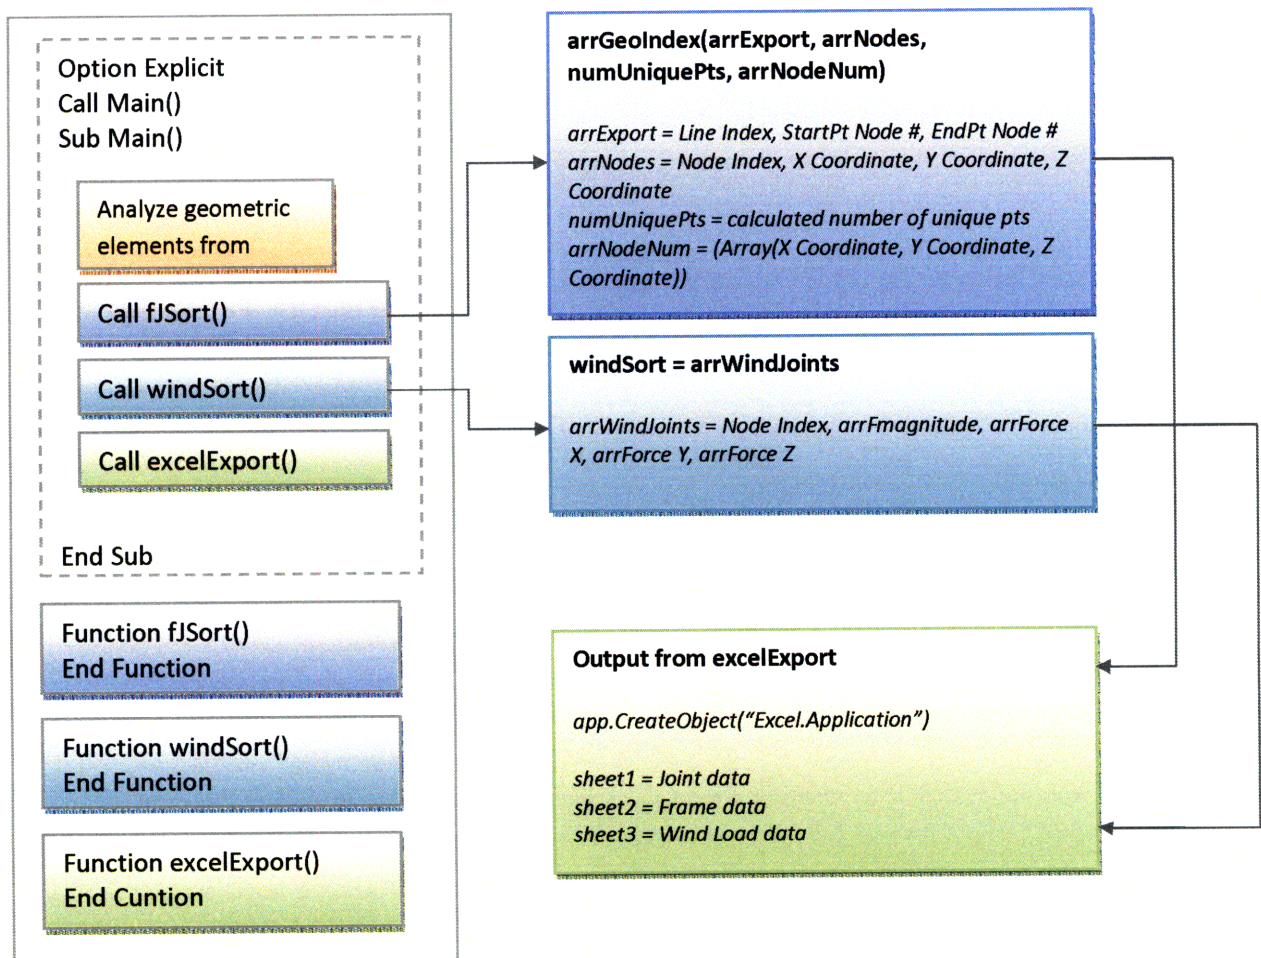 Option Explicit
Call Main()
Sub Main()
Analyze geometric
elements from
Call fJSort()
Call windSort()
Call excelExport()
End Sub
Function fJSort()
End Function
Function windSort()
End Function
Function excelExport()
End Cuntion
arrGeoIndex(arrExport, arrNodes,
numUniquePts, arrNodeNum)
arrExport = Line Index, StartPt Node #, EndPt Node #
arrNodes = Node Index, X Coordinate, Y Coordinate, Z
Coordinate
numUniquePts = calculated number of unique pts
arrNodeNum = (Array(X Coordinate, Y Coordinate, Z
Coordinate))
windSort = arrWindJoints
arrWindJoints = Node Index, arrFmagnitude, arrForce
X, arrForce Y, arrForce Z
Output from excelExport
app.CreateObject(“Excel.Application”)
sheet1 = Joint data
sheet2 = Frame data
sheet3 = Wind Load data